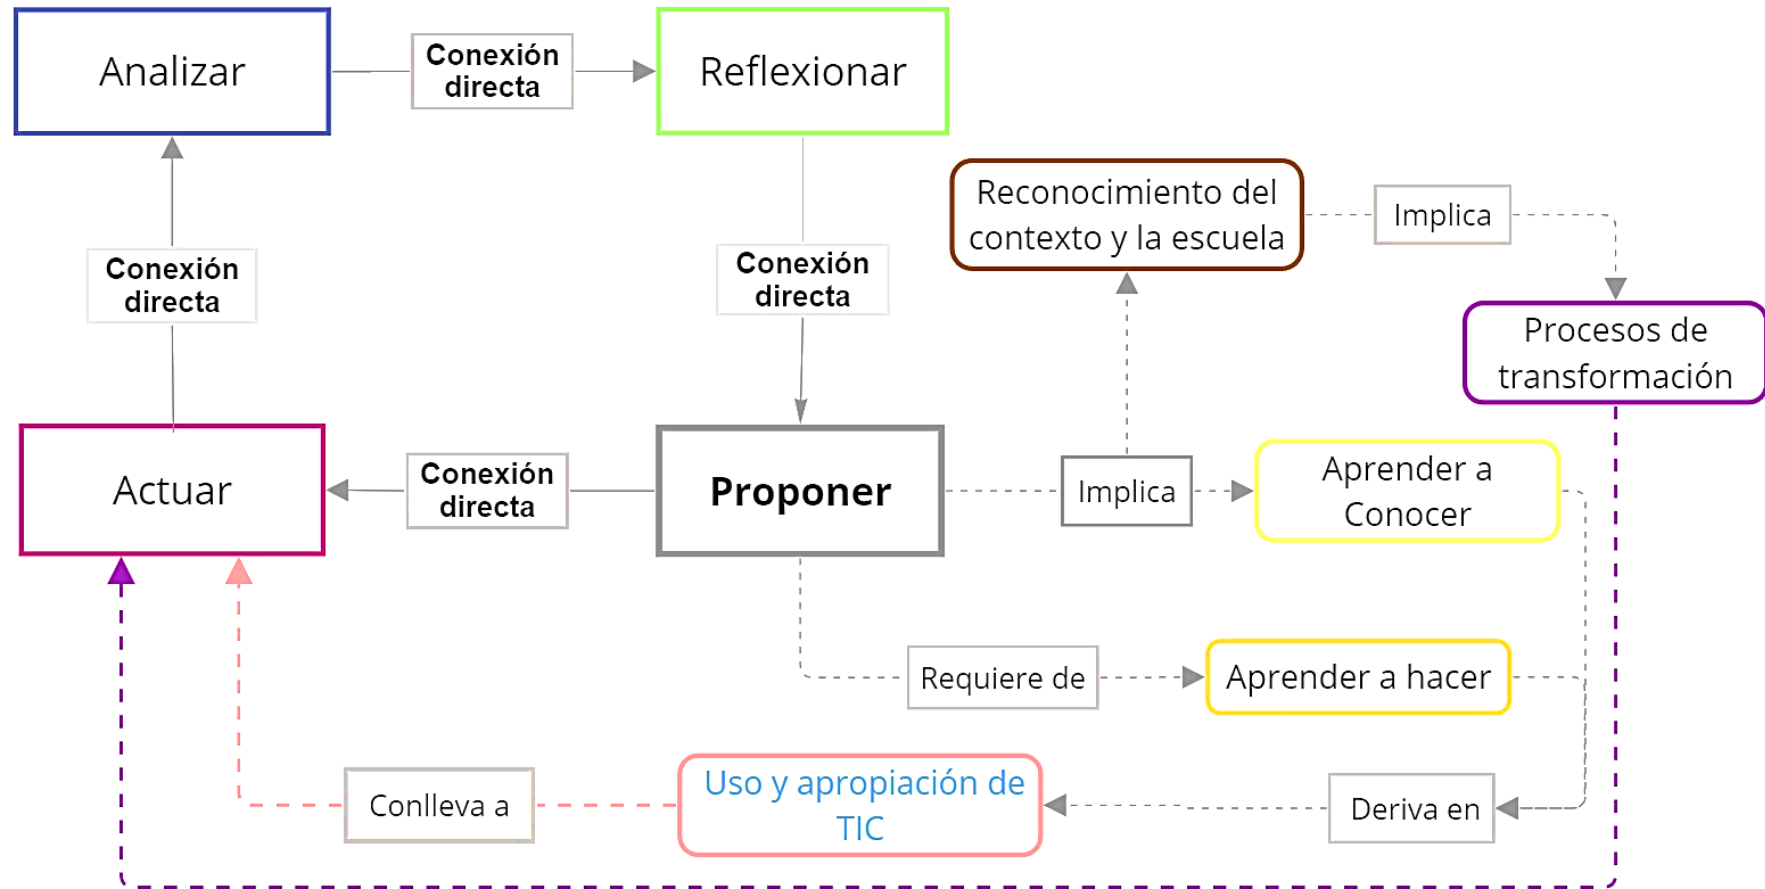 Analizar
Conexión
directa
Reflexionar
Reconocimiento del
contexto y la escuela
Implica
Conexión
directa
Conexión
directa
Procesos de
transformación
Actuar
Conexión
directa
Proponer
Implica
Aprender a
Conocer
Requiere de
Aprender a hacer
Conlleva a
Uso y apropiación de
TIC
Deriva en